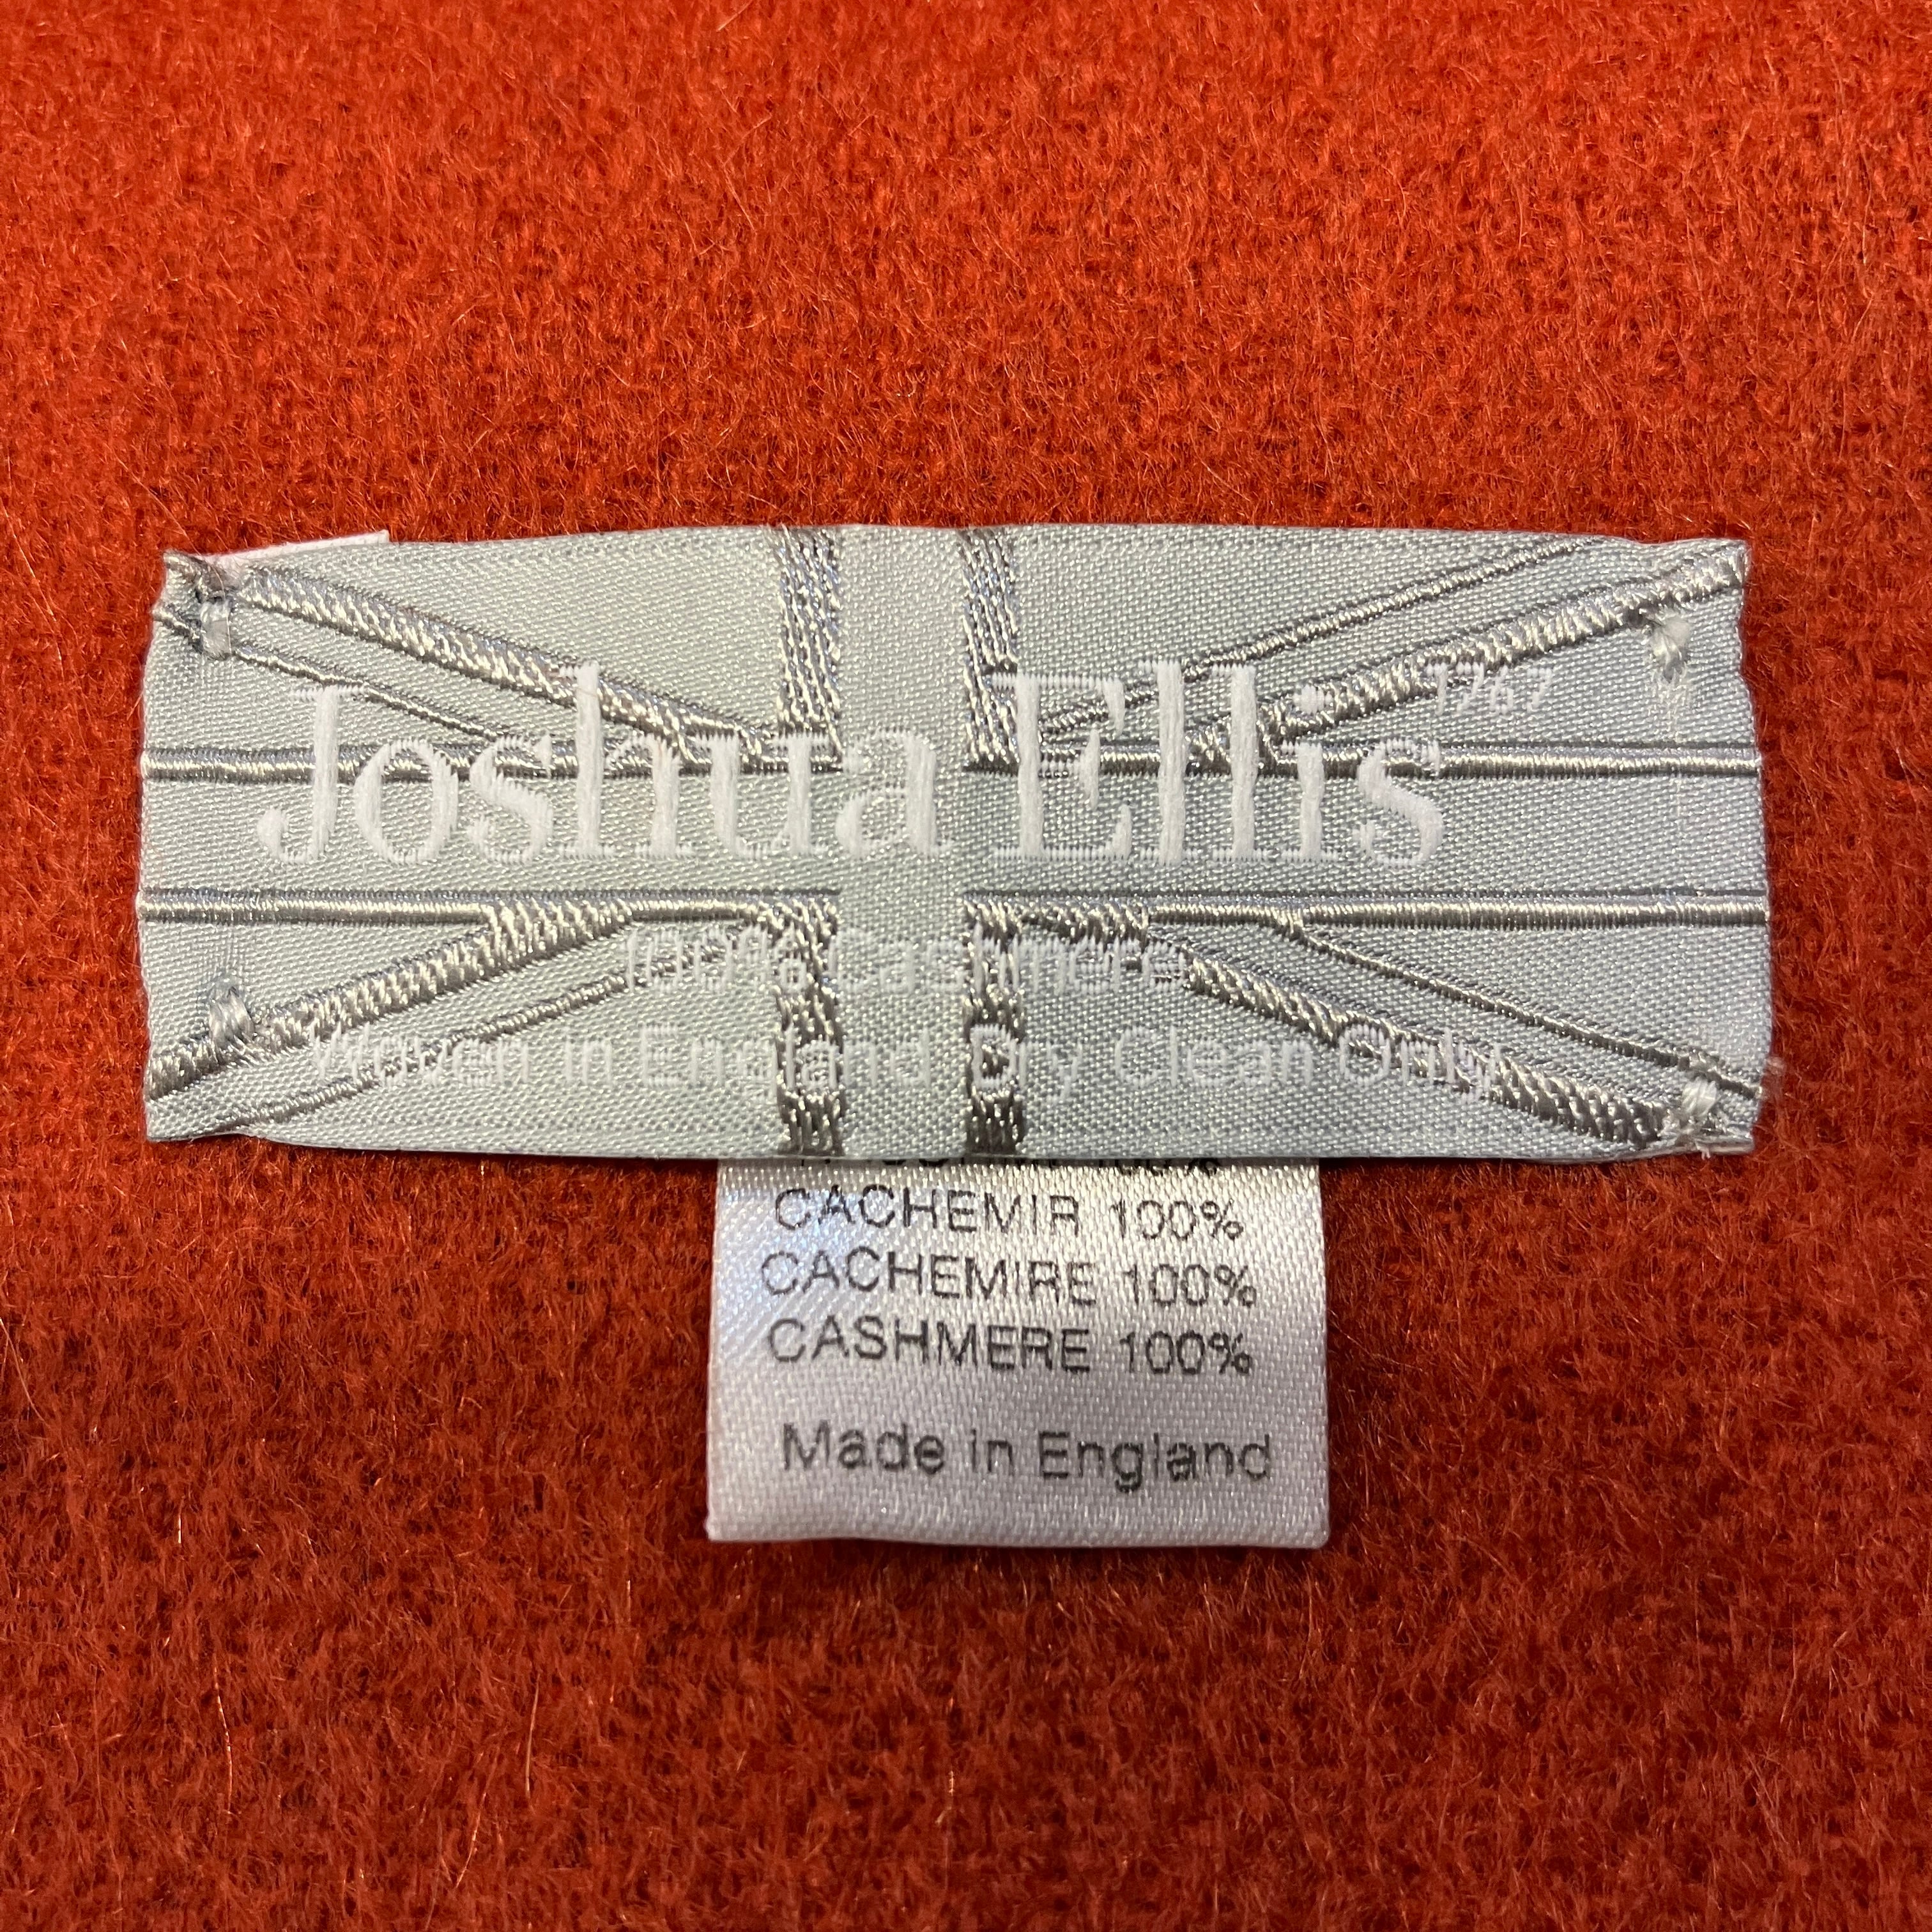 Joshua Ellis 1767
100% Cashmere
Woven in England Dry Clean Only
100%
CACHEMIR 100%
CACHEMIRE 100%
CASHMERE 100%
Made in England